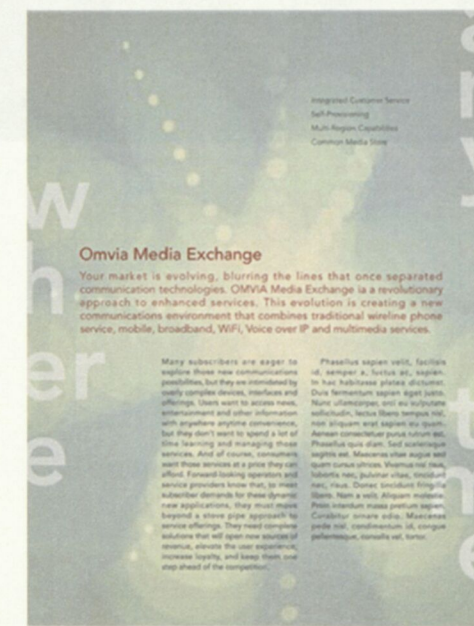 Integrated Customer Service
Self-Provisioning
Multi-Region Capabilities
Common Media Store
w
h
er
e
Omvia Media Exchange
Your market is evolving, blurring the lines that once separated
communication technologies. OMVIA Media Exchange is a revolutionary
approach to enhanced services. This evolution is creating a new
communications environment that combines traditional wireline phone
service, mobile, broadband, WiFi, Voice over IP and multimedia services.
Many subscribers are eager to
explore those new communications
possibilities, but they are intimidated by
overly complex devices, interfaces and
offerings. Users want to access news,
entertainment and other information
with anywhere anytime convenience,
but they don't want to spend a lot of
time learning and managing those
services. And of course, consumers
want those services at a price they can
afford. Forward-looking operators and
service providers know that, to meet
subscriber demands for these dynamic
new applications, they must move
beyond a stove pipe approach to
service offerings. They need complete
solutions that will open new sources of
revenue, elevate the user experience,
increase loyalty, and keep them one
step ahead of the competition.
Phasellus sapien velit, facilisis
id, semper a, luctus ac, sapien.
In hac habitasse platea dictumst.
Duis fermentum sapien eget justo.
Nunc ullamcorper, orci eu vulputate
sollicitudin, lectus libero tempus nisl,
non aliquam erat sapien eu quam.
Aenean consectetuer purus rutrum est.
Phasellus quis diam. Sed scelerisque
sagittis est. Maecenas vitae augue sed
quam cursus ultrices. Vivamus nisl risus,
lobortis nec, pulvinar vitae, tincidunt
nec, risus. Donec tincidunt fringilla
libero. Nam a velit. Aliquam molestie.
Proin interdum massa pretium sapien.
Curabitur ornare odio. Maecenas
pede nisl, condimentum id, congue
pellentesque, convallis vel, tortor.
n
y
t
h
e